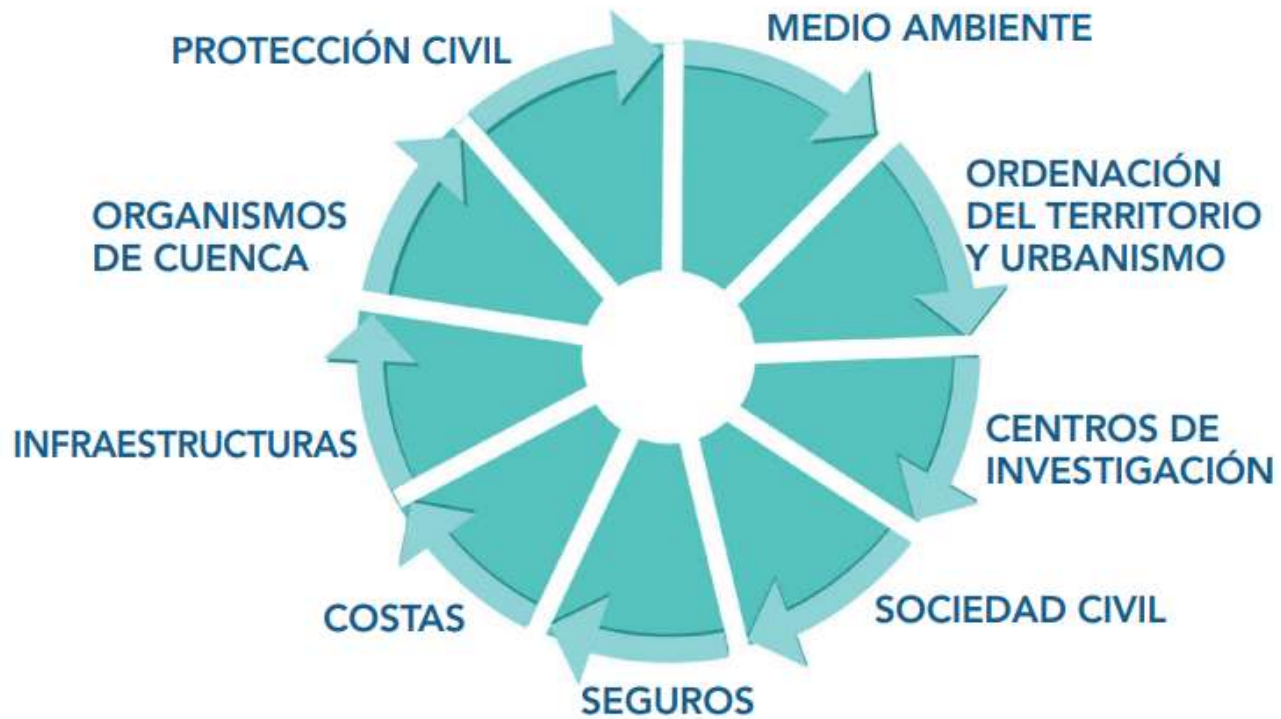 MEDIO AMBIENTE
PROTECCIÓN CIVIL
ORDENACIÓN
DEL TERRITORIO
Y URBANISMO
ORGANISMOS
DE CUENCA
CENTROS DE
INVESTIGACIÓN
INFRAESTRUCTURAS
SOCIEDAD CIVIL
COSTAS
SEGUROS